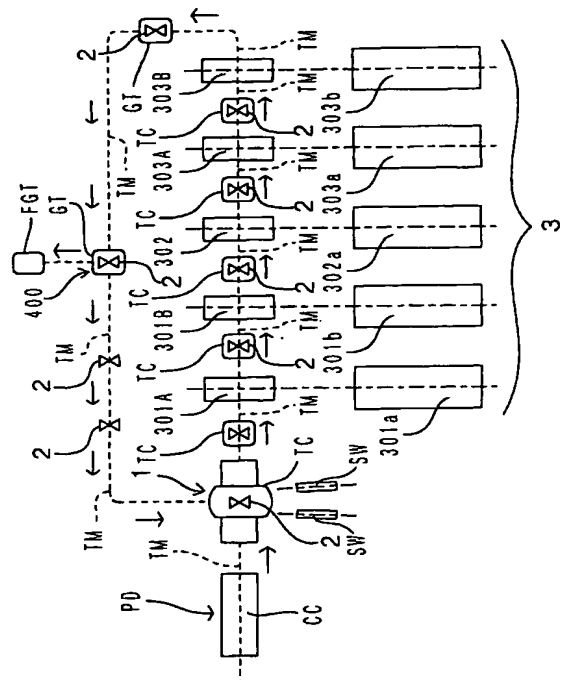 FGT
400
GT
2
2
2
2
GT
TM
TM
TM
PD
TM
1
TC
301A
TC
301B
TC
302
TC
303A
TC
303B
TM
CC
2
TC
TM
2
TM
2
TM
2
TM
2
TM
SW
SW
301a
301b
302a
303a
303b
3